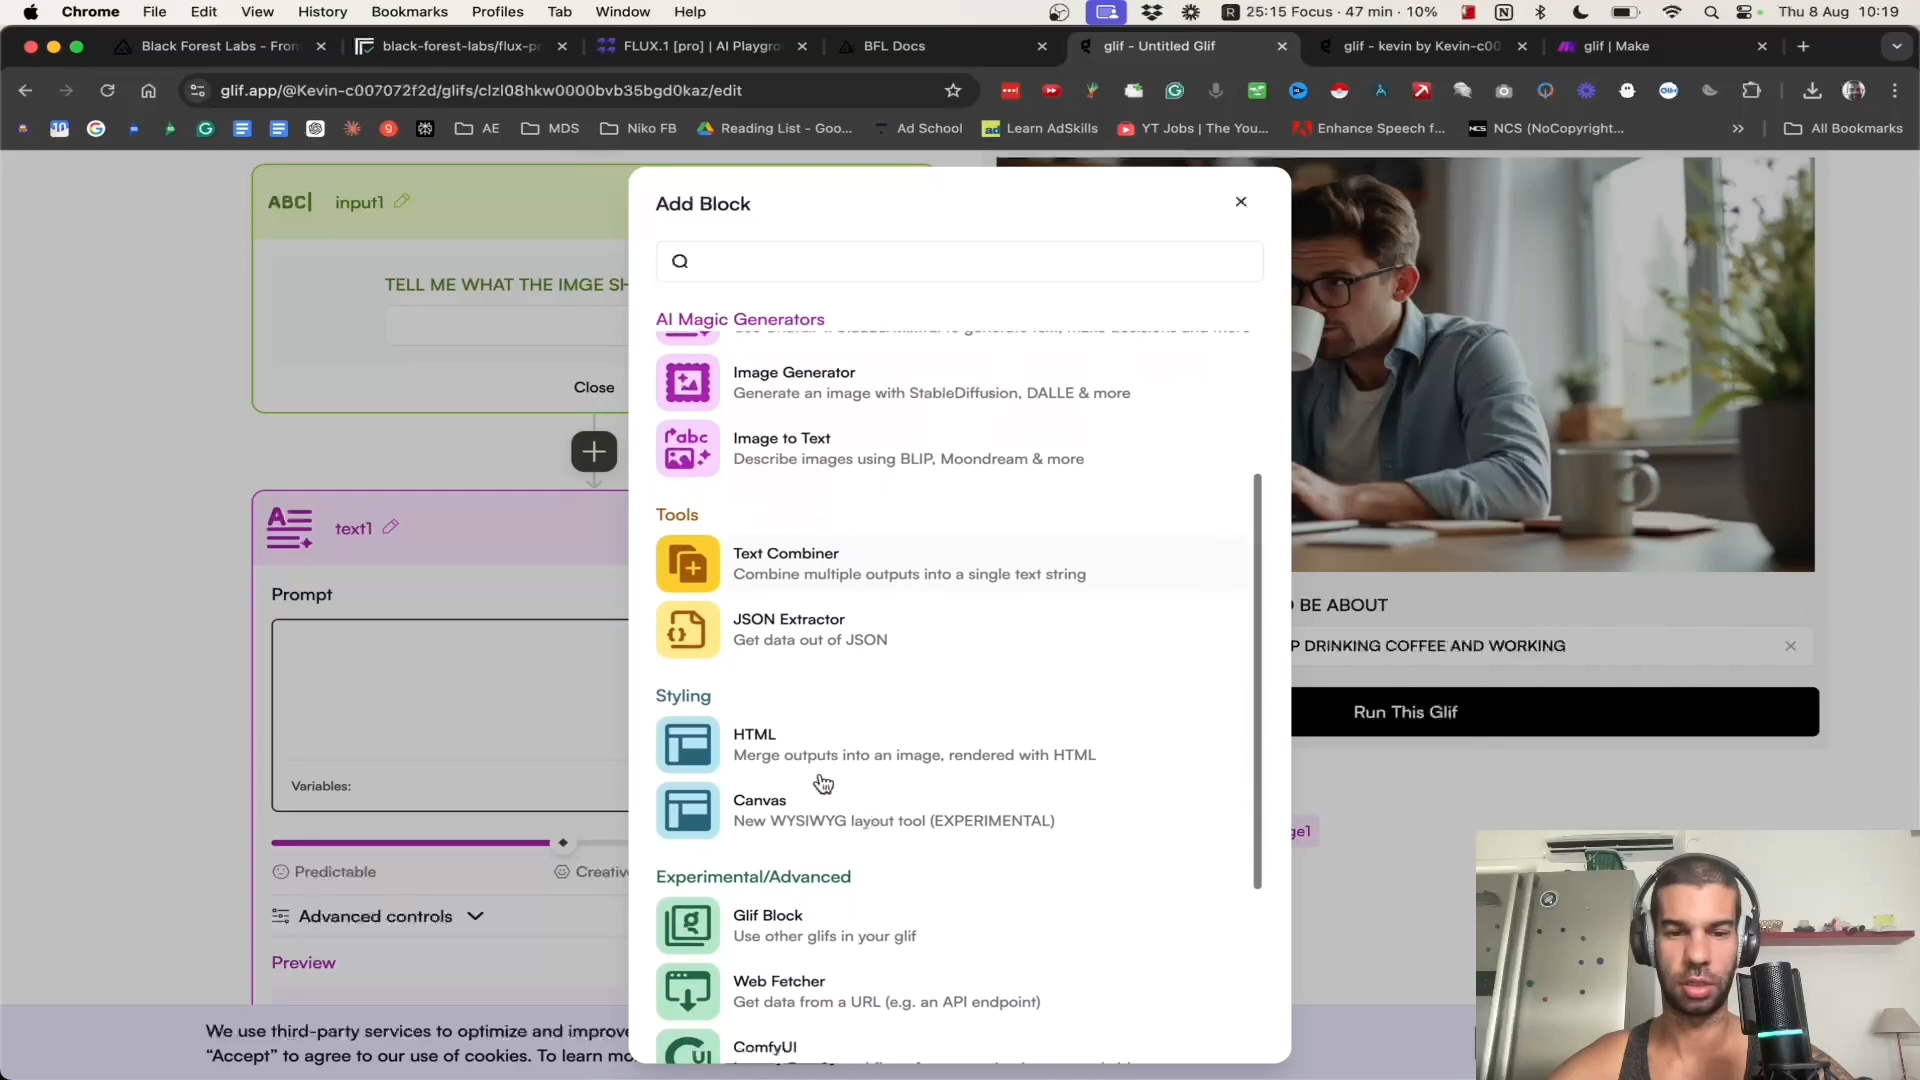 Chrome File Edit View History Bookmarks Profiles Tab Window Help
25:15 Focus · 47 min · 10% Thu 8 Aug 10:19
Black Forest Labs - Fron
black-forest-labs/flux-pr
FLUX.1 [pro] | AI Playgro
BFL Docs
glif - Untitled Glif
glif - kevin by Kevin-c00
glif | Make
glif.app/@Kevin-c007072f2d/glifs/clzl08hkw0000bvb35bgd0kaz/edit
AE
MDS
Niko FB
Reading List - Goo...
Ad School
Learn AdSkills
YT Jobs | The You...
Enhance Speech f...
NCS (NoCopyright...
All Bookmarks
ABC| input1
TELL ME WHAT THE IMGE SH
Close
text1
Prompt
Variables:
Predictable
Creative
Advanced controls
Preview
We use third-party services to optimize and improve
"Accept" to agree to our use of cookies. To learn mo
Add Block
AI Magic Generators
Image Generator
Generate an image with StableDiffusion, DALLE & more
Image to Text
Describe images using BLIP, Moondream & more
Tools
Text Combiner
Combine multiple outputs into a single text string
JSON Extractor
Get data out of JSON
Styling
HTML
Merge outputs into an image, rendered with HTML
Canvas
New WYSIWYG layout tool (EXPERIMENTAL)
Experimental/Advanced
Glif Block
Use other glifs in your glif
Web Fetcher
Get data from a URL (e.g. an API endpoint)
ComfyUI
BE ABOUT
P DRINKING COFFEE AND WORKING
Run This Glif
ge1